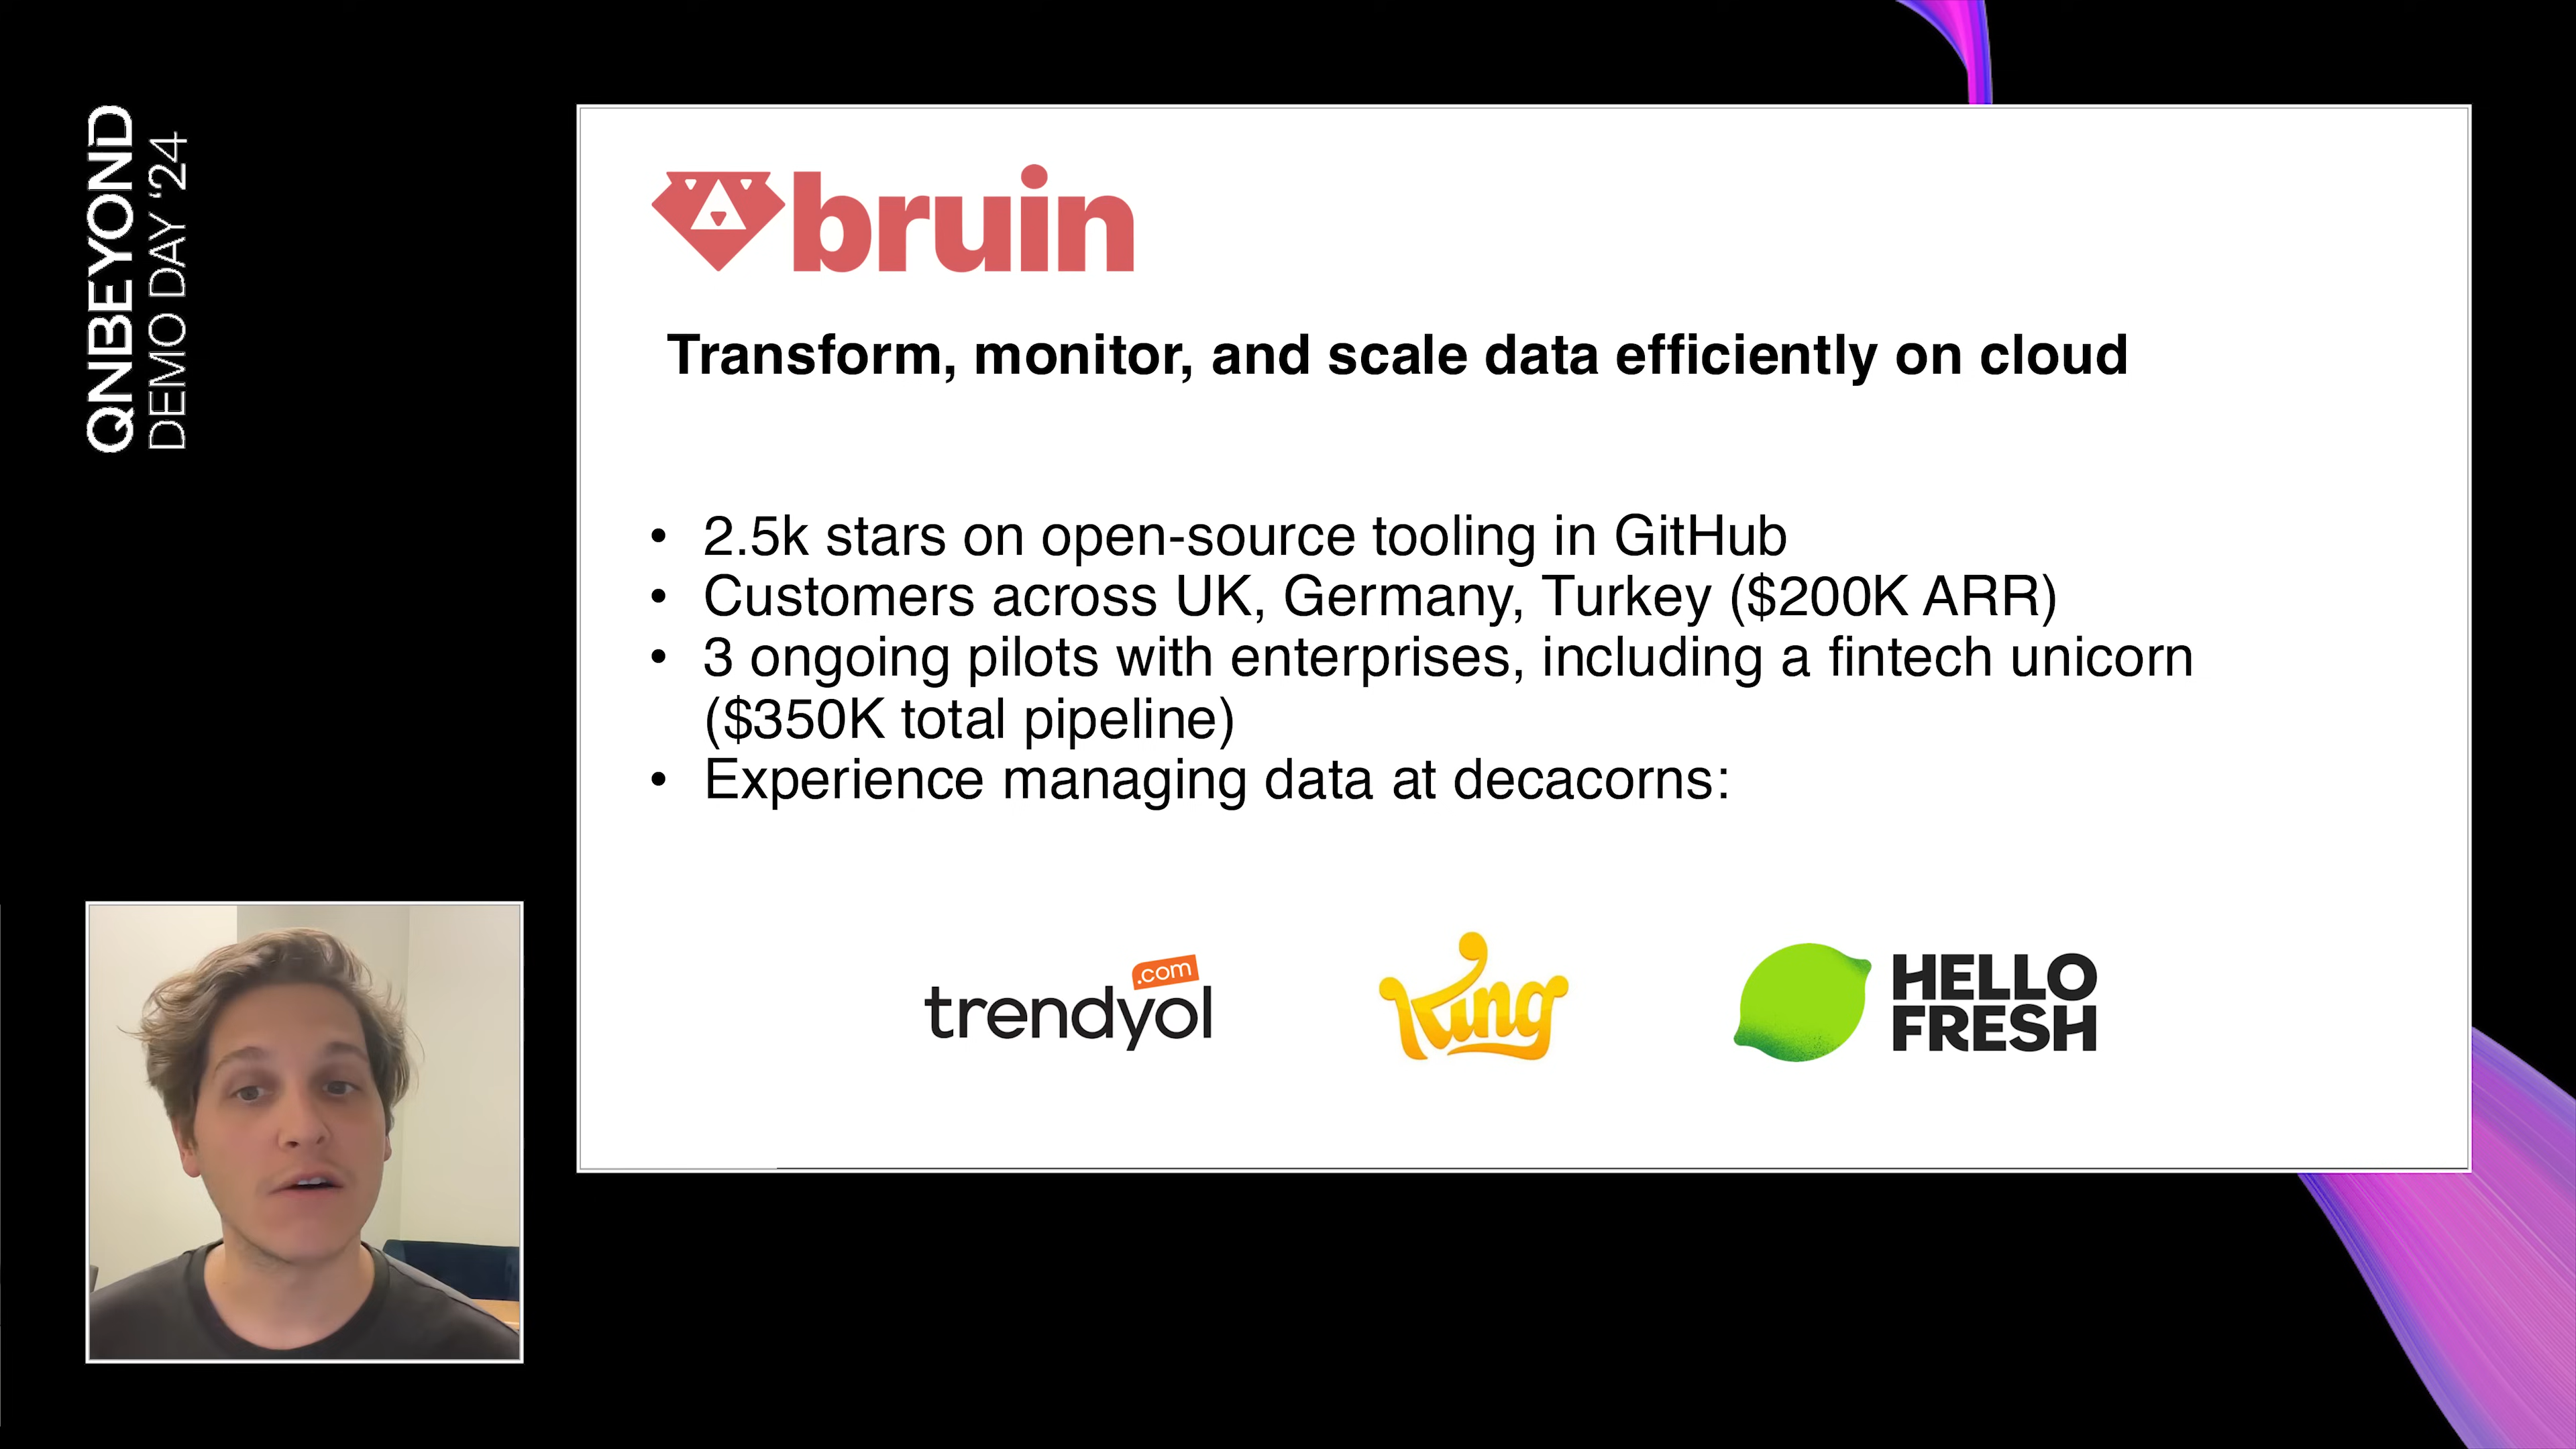 QNBEYOND
DEMO DAY '24
bruin
Transform, monitor, and scale data efficiently on cloud
• 2.5k stars on open-source tooling in GitHub
• Customers across UK, Germany, Turkey ($200K ARR)
• 3 ongoing pilots with enterprises, including a fintech unicorn
($350K total pipeline)
• Experience managing data at decacorns:
trendyol
.com
King
HELLO
FRESH